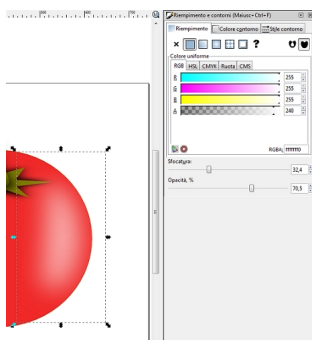 Riempimento e contorni (Maiusc+Ctrl+F)
Riempimento Colore contorno Stile contorno
Colore uniforme
RGB HSL CMYK Ruota CMS
R 255
G 255
B 255
A 240
RGBA: fffffff0
Sfocatura:
32,4
Opacità, %
70,5